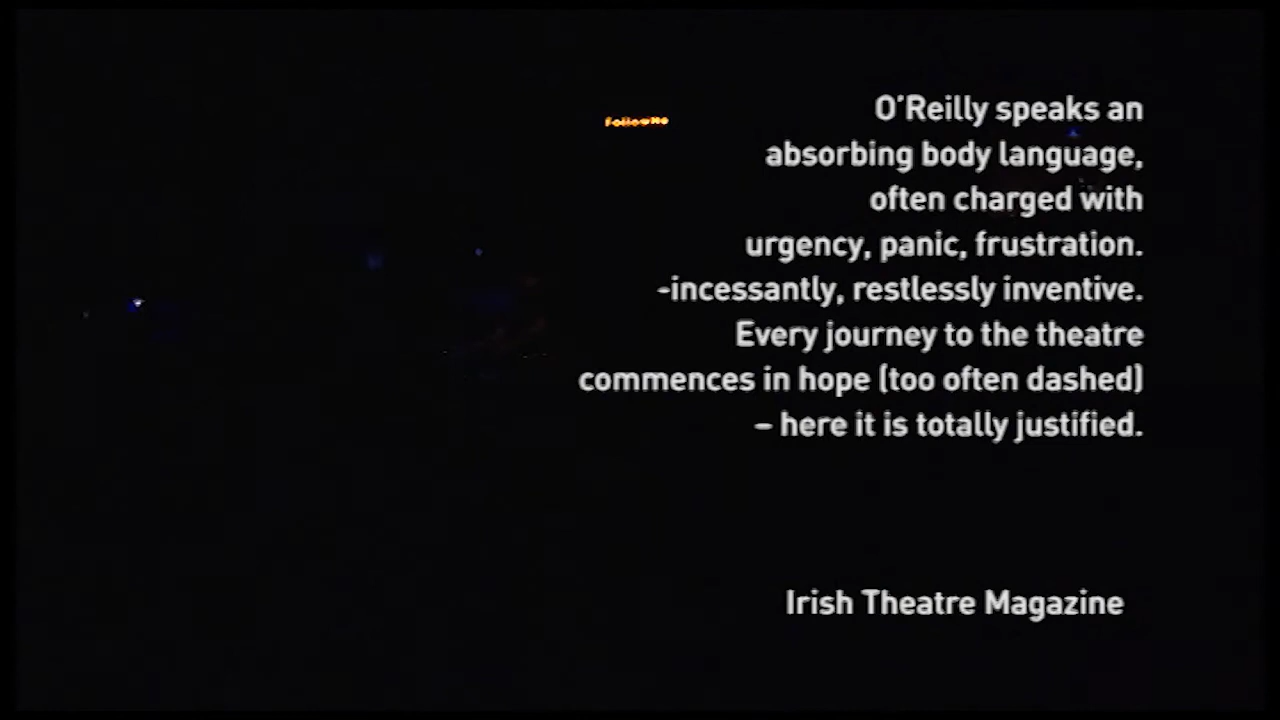 FollowMe
O'Reilly speaks an
absorbing body language,
often charged with
urgency, panic, frustration.
-incessantly, restlessly inventive.
Every journey to the theatre
commences in hope (too often dashed)
– here it is totally justified.
Irish Theatre Magazine